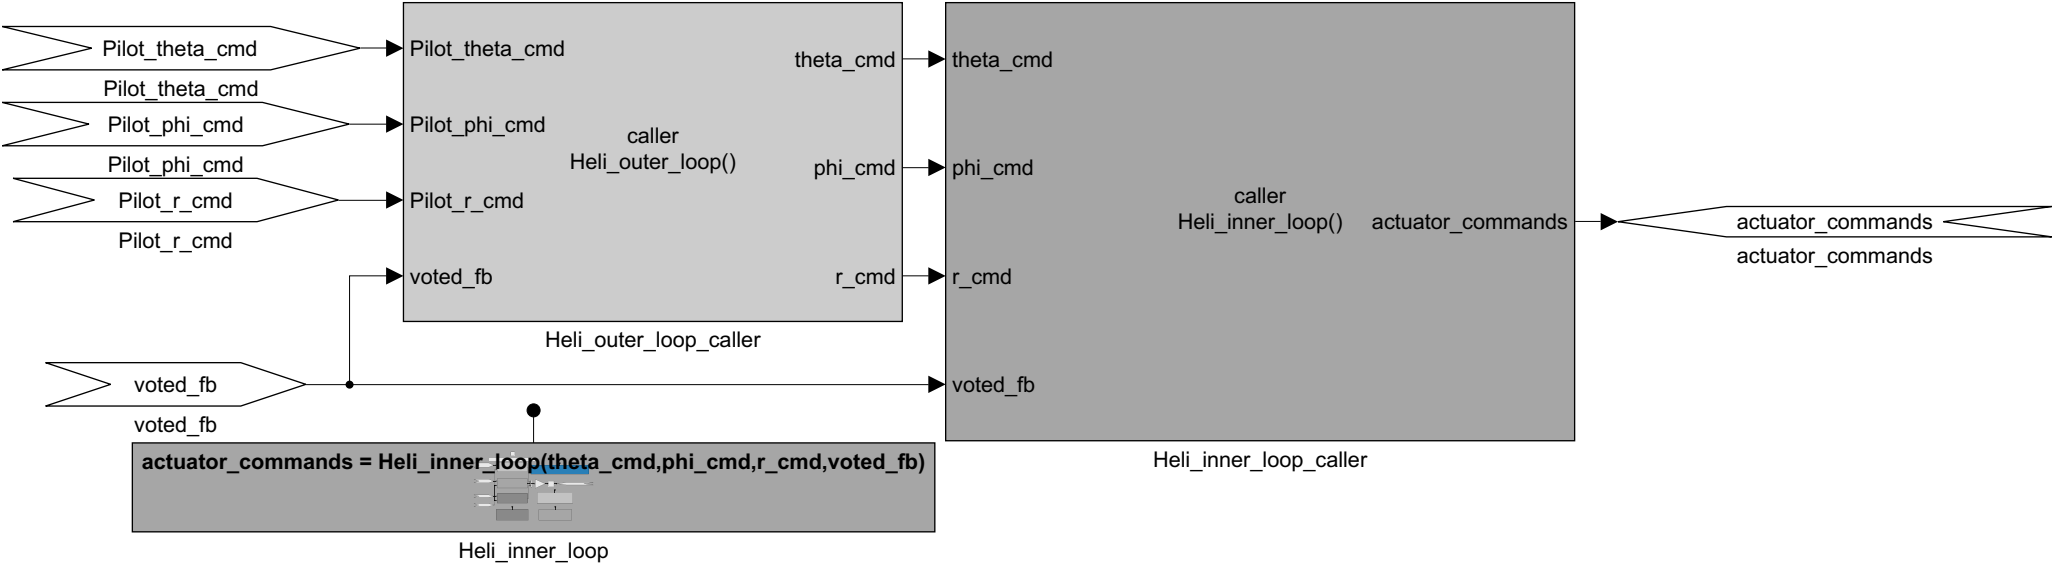 Pilot_theta_cmd
Pilot_theta_cmd
Pilot_phi_cmd
Pilot_phi_cmd
Pilot_r_cmd
Pilot_r_cmd
voted_fb
voted_fb
Pilot_theta_cmd
Pilot_phi_cmd
Pilot_r_cmd
voted_fb
caller
Heli_outer_loop()
theta_cmd
phi_cmd
r_cmd
Heli_outer_loop_caller
theta_cmd
phi_cmd
r_cmd
voted_fb
caller
Heli_inner_loop()
actuator_commands
Heli_inner_loop_caller
actuator_commands
actuator_commands
actuator_commands = Heli_inner_loop(theta_cmd,phi_cmd,r_cmd,voted_fb)
Heli_inner_loop